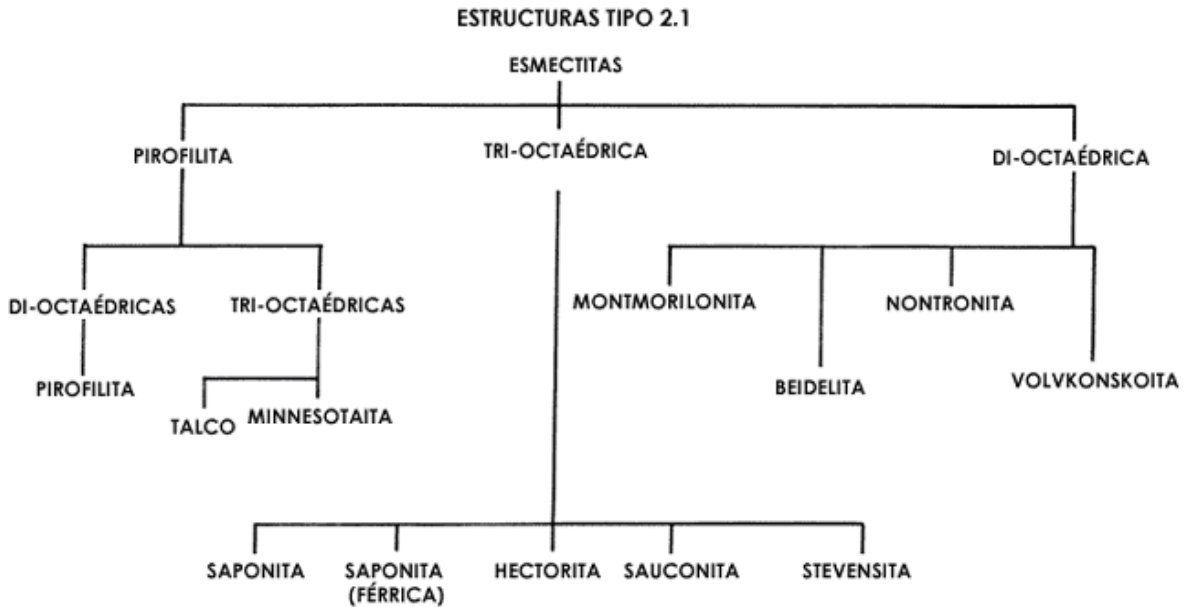 ESTRUCTURAS TIPO 2.1
ESMECTITAS
PIROFILITA
TRI-OCTAÉDRICA
DI-OCTAÉDRICA
DI-OCTAÉDRICAS
TRI-OCTAÉDRICAS
MONTMORILONITA
NONTRONITA
PIROFILITA
TALCO
MINNESOTAITA
BEIDELITA
VOLVKONSKOITA
SAPONITA
SAPONITA
(FÉRRICA)
HECTORITA
SAUCONITA
STEVENSITA